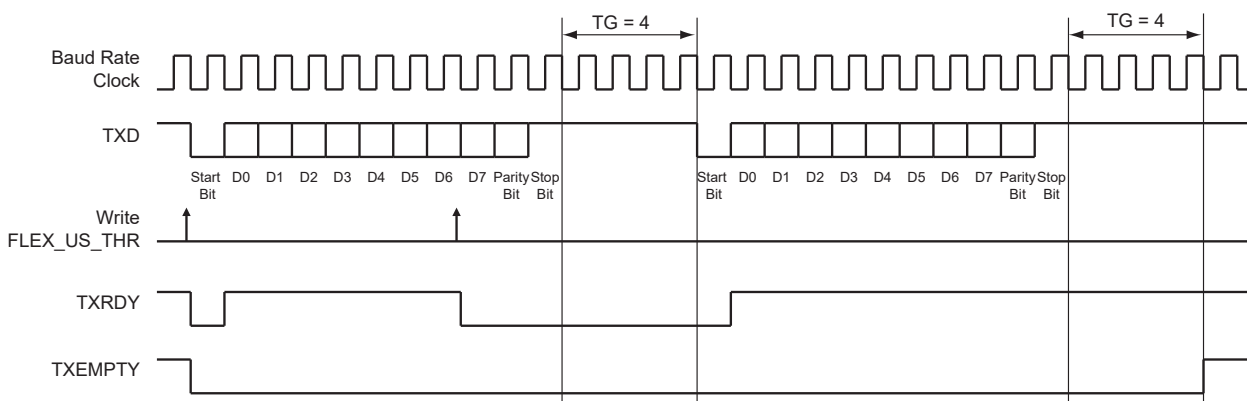 TG = 4 TG = 4
Baud Rate
Clock
TXD
Start D0 D1 D2 D3 D4 D5 D6 D7 Parity Stop Start D0 D1 D2 D3 D4 D5 D6 D7 Parity Stop
Bit Bit Bit Bit Bit Bit
Write
FLEX_US_THR
TXRDY
TXEMPTY